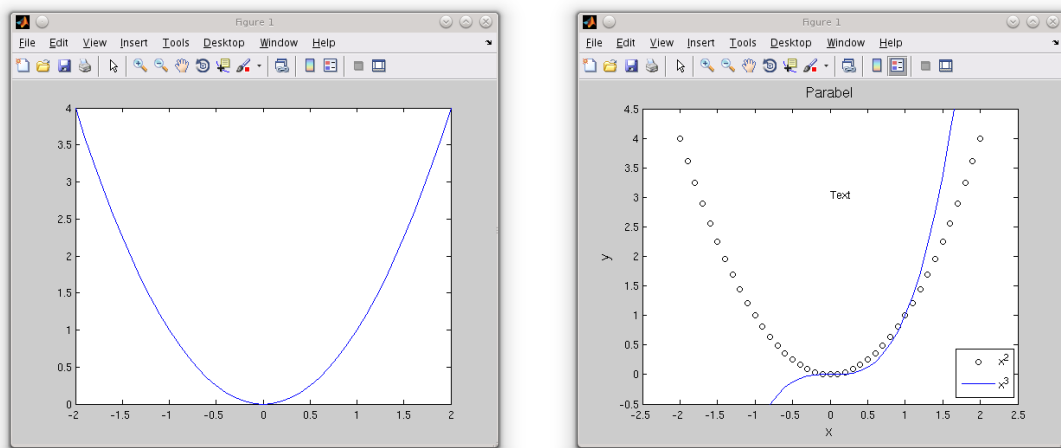 Figure 1
File Edit View Insert Tools Desktop Window Help
4
3.5
3
2.5
2
1.5
1
0.5
0
-2 -1.5 -1 -0.5 0 0.5 1 1.5 2
Figure 1
File Edit View Insert Tools Desktop Window Help
Parabel
4.5
4
3.5
3
2.5
2
1.5
1
0.5
0
-0.5
y
Text
x^2
x^3
-2.5 -2 -1.5 -1 -0.5 0 0.5 1 1.5 2 2.5
x